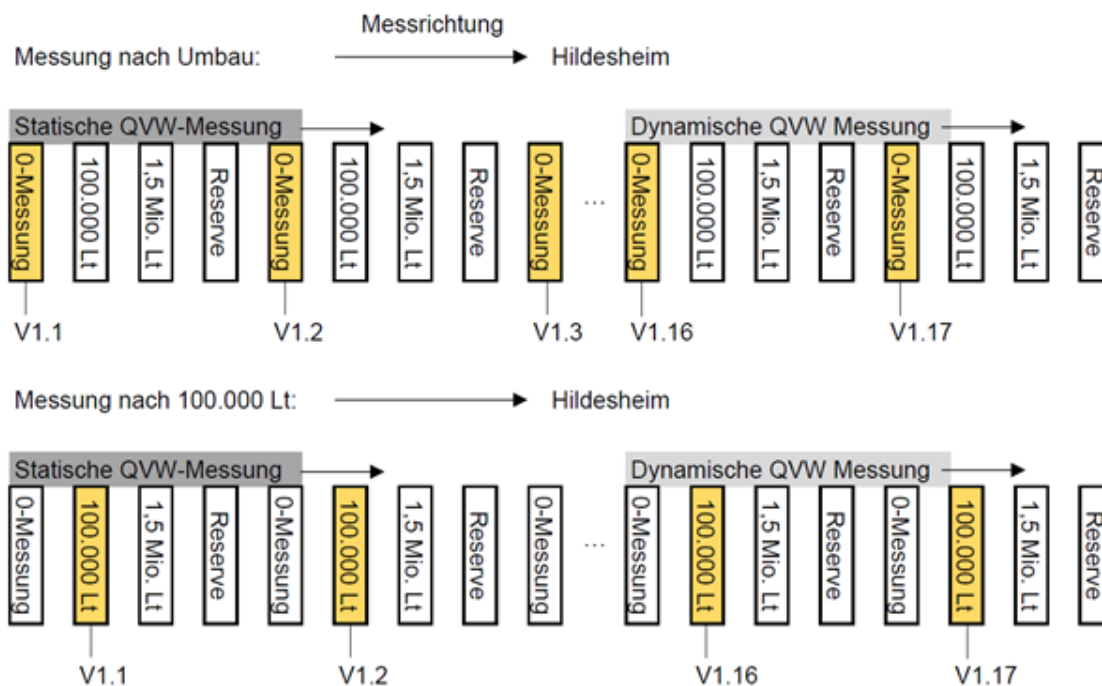 Messrichtung
Messung nach Umbau: Hildesheim
Statische QVW-Messung Dynamische QVW Messung
0-Messung 100.000 Lt 1,5 Mio. Lt Reserve 0-Messung 100.000 Lt 1,5 Mio. Lt Reserve 0-Messung ... 0-Messung 100.000 Lt 1,5 Mio. Lt Reserve 0-Messung 100.000 Lt 1,5 Mio. Lt Reserve
V1.1 V1.2 V1.3 V1.16 V1.17
Messung nach 100.000 Lt: Hildesheim
Statische QVW-Messung Dynamische QVW Messung
0-Messung 100.000 Lt 1,5 Mio. Lt Reserve 0-Messung 100.000 Lt 1,5 Mio. Lt Reserve 0-Messung ... 0-Messung 100.000 Lt 1,5 Mio. Lt Reserve 0-Messung 100.000 Lt 1,5 Mio. Lt Reserve
V1.1 V1.2 V1.16 V1.17